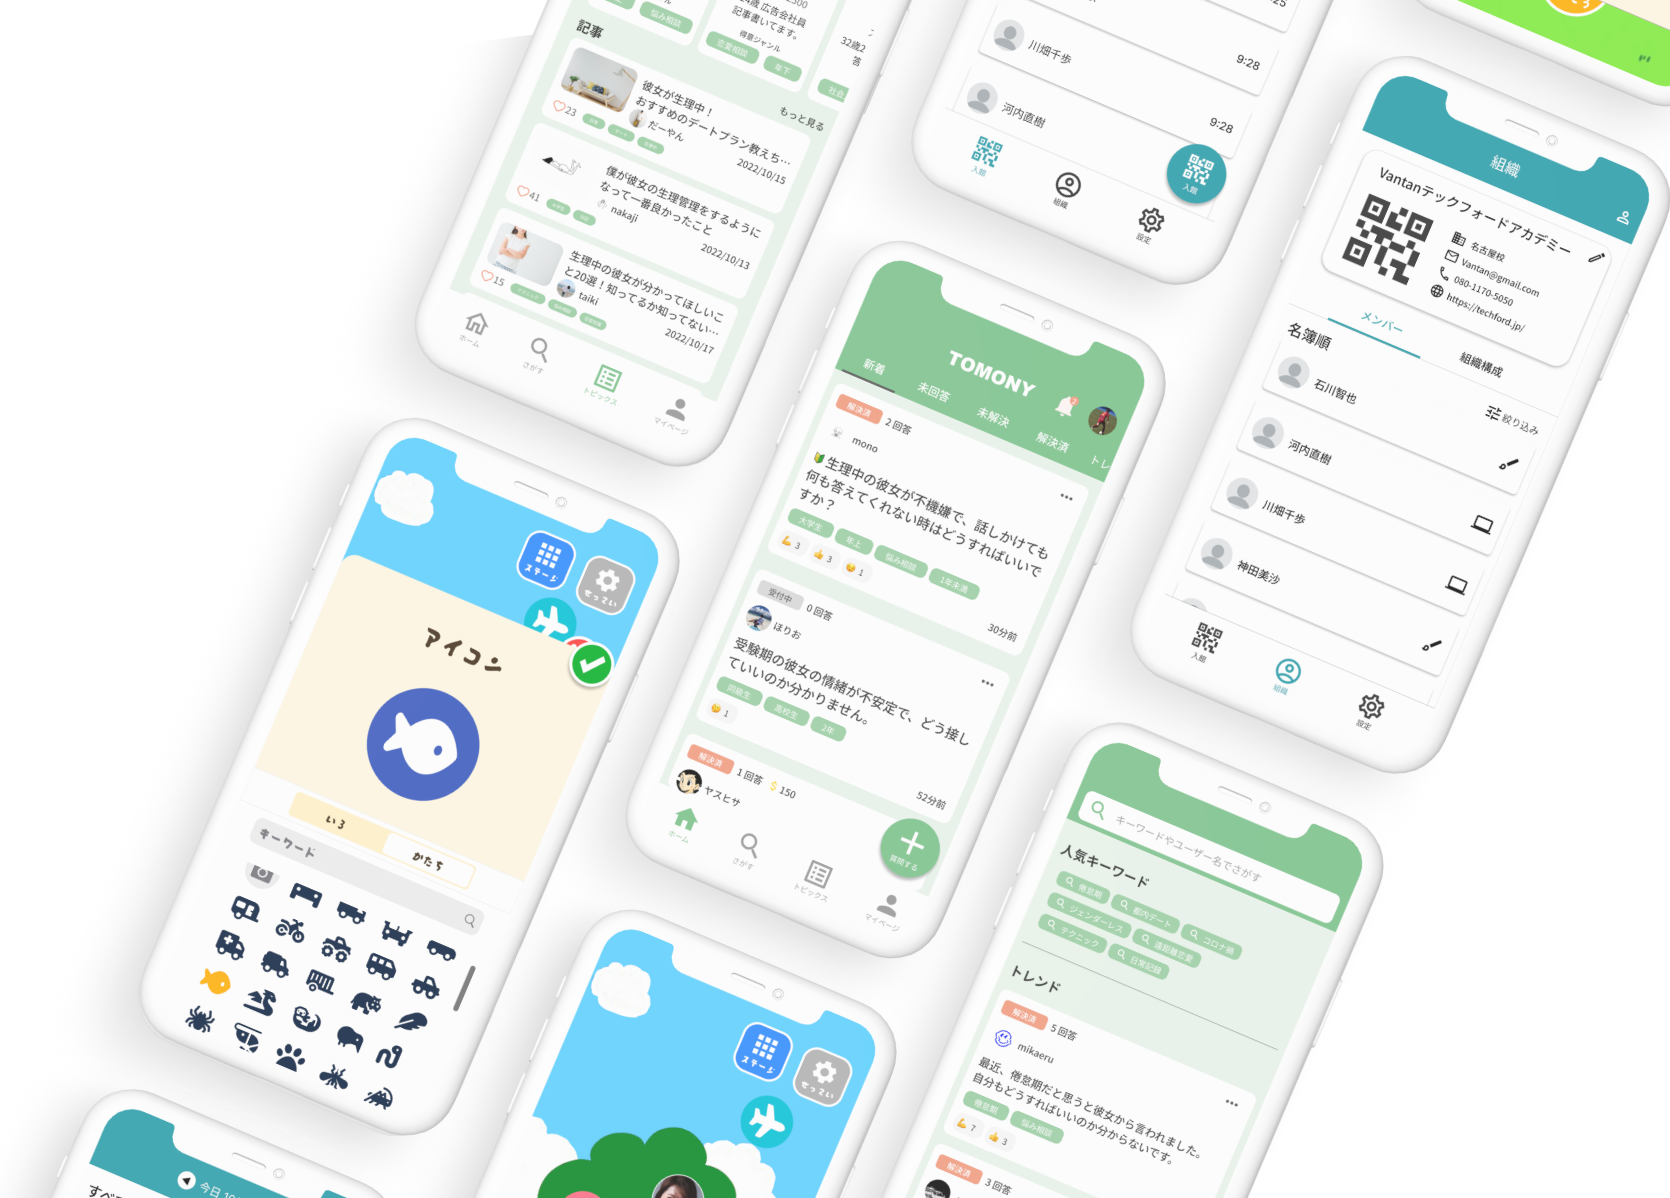 悩み相談
24歳 広告会社員
記事書いてます。
得意ジャンル
恋愛相談
年下
32歳2
答
社会
記事
もっと見る
彼女が生理中！
おすすめのデートプラン教えち…
だーやん
23
2022/10/15
僕が彼女の生理管理をするように
なって一番良かったこと
nakaji
41
2022/10/13
生理中の彼女が分かってほしいこ
と20選！知ってるか知ってない…
taiki
15
2022/10/17
ホーム
さがす
トピックス
マイページ
川畑千歩
9:28
河内直樹
9:28
入館
組織
設定
入館
組織
Vantanテックフォードアカデミー
名古屋校
Vantan@gmail.com
080-1170-5050
https://techford.jp/
メンバー
組織構成
名簿順
絞り込み
石川智也
河内直樹
川畑千歩
神田美沙
入館
組織
設定
TOMONY
2
新着
未回答
未解決
解決済
トレ
解決済
2 回答
mono
生理中の彼女が不機嫌で、話しかけても
何も答えてくれない時はどうすればいいで
すか？
大学生
年上
悩み相談
1年未満
3
3
1
30分前
受付中
0 回答
ほりお
受験期の彼女の情緒が不安定で、どう接し
ていいのか分かりません。
同級生
高校生
2年
1
52分前
解決済
1 回答
150
ヤスヒサ
質問する
ホーム
さがす
トピックス
マイページ
ステージ
せってい
アイコン
いろ
かたち
キーワード
ステージ
せってい
キーワードやユーザー名でさがす
人気キーワード
倦怠期
都内デート
コロナ禍
ジェンダーレス
遠距離恋愛
テクニック
日常記録
トレンド
解決済
5 回答
mikaeru
最近、倦怠期だと思うと彼女から言われました。
自分もどうすればいいのか分からないです。
倦怠期
悩み相談
7
3
解決済
3 回答
今日
すべ